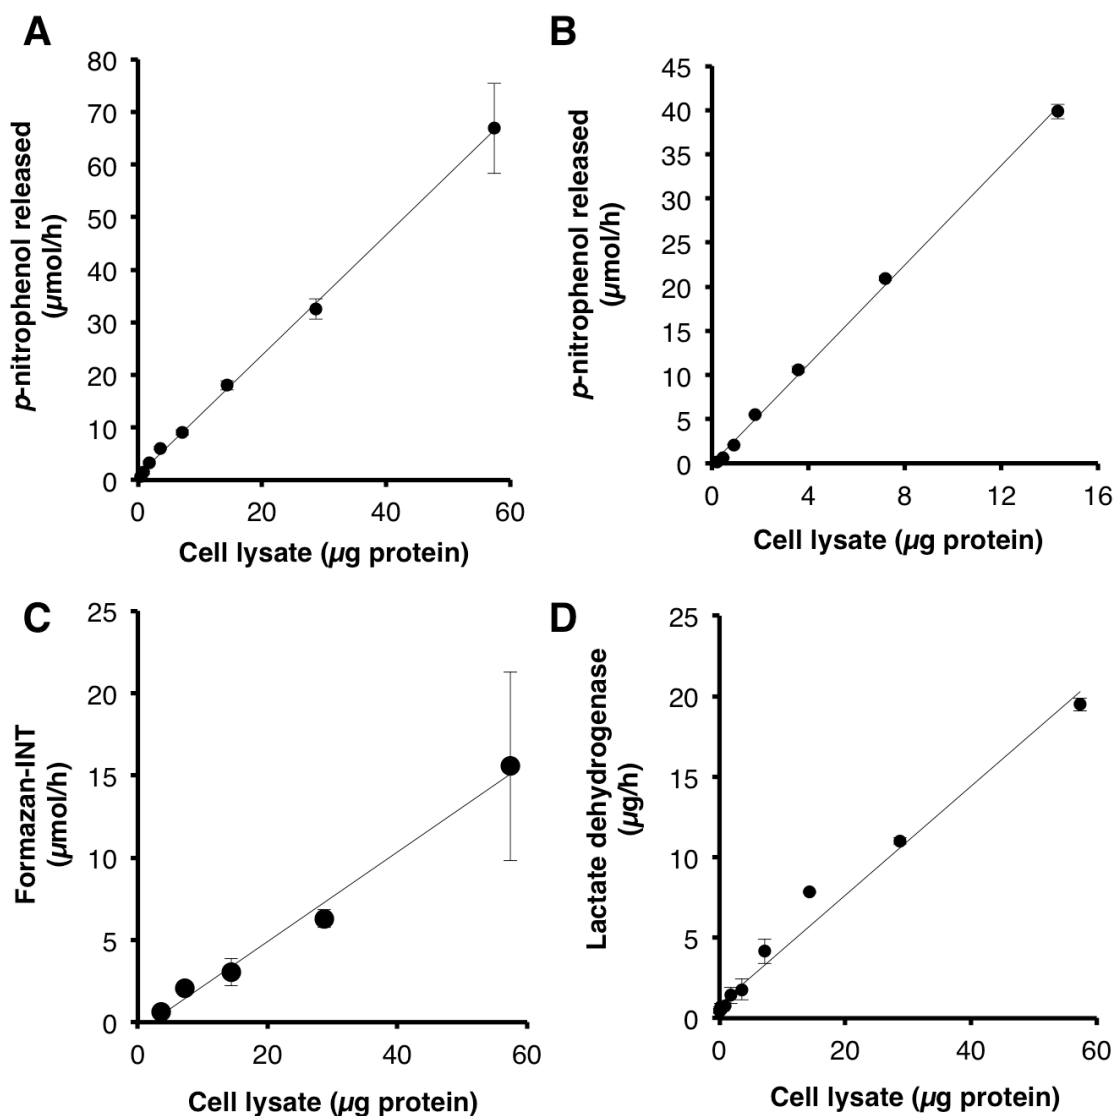 A
p-nitrophenol released
(µmol/h)
80
70
60
50
40
30
20
10
0
0 20 40 60
Cell lysate (µg protein)
B
p-nitrophenol released
(µmol/h)
45
40
35
30
25
20
15
10
5
0
0 4 8 12 16
Cell lysate (µg protein)
C
Formazan-INT
(µmol/h)
25
20
15
10
5
0
0 20 40 60
Cell lysate (µg protein)
D
Lactate dehydrogenase
(µg/h)
25
20
15
10
5
0
0 20 40 60
Cell lysate (µg protein)